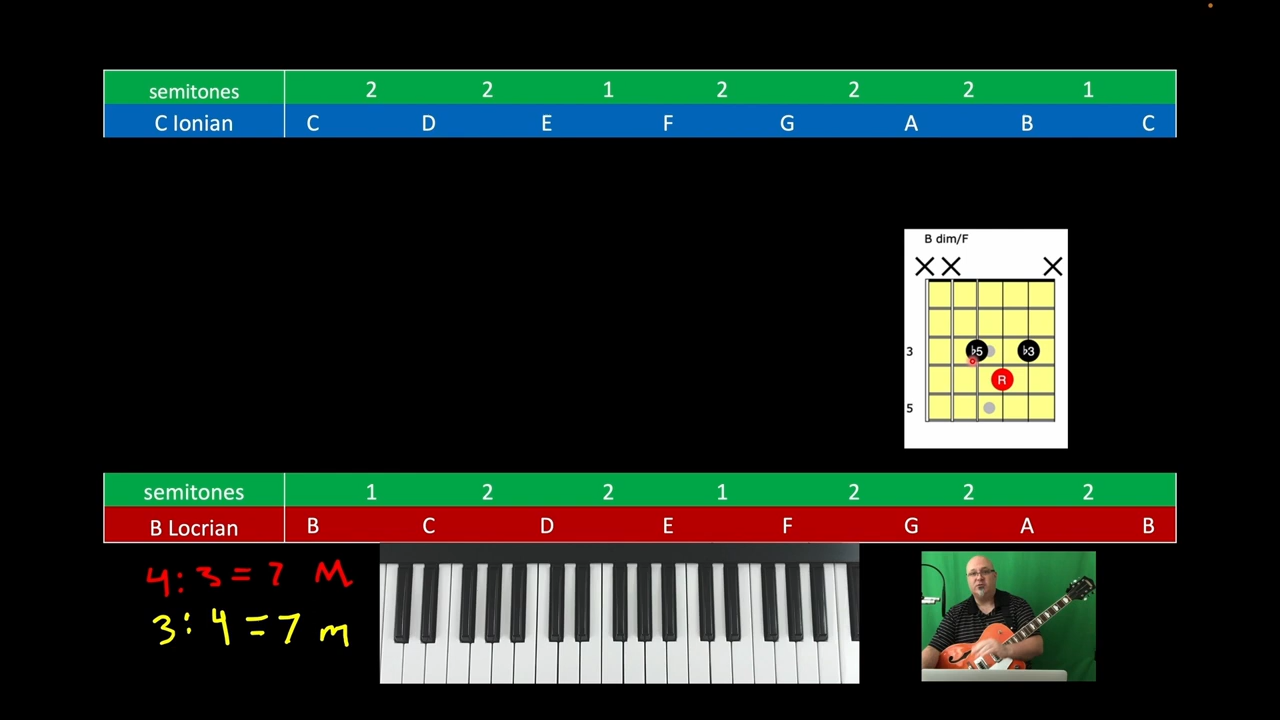 semitones 2 2 1 2 2 2 1
C Ionian C D E F G A B C
B dim/F
X X X
3 ♭5 ♭3
R
5
semitones 1 2 2 1 2 2 2
B Locrian B C D E F G A B
4:3=7 M
3:4=7 m